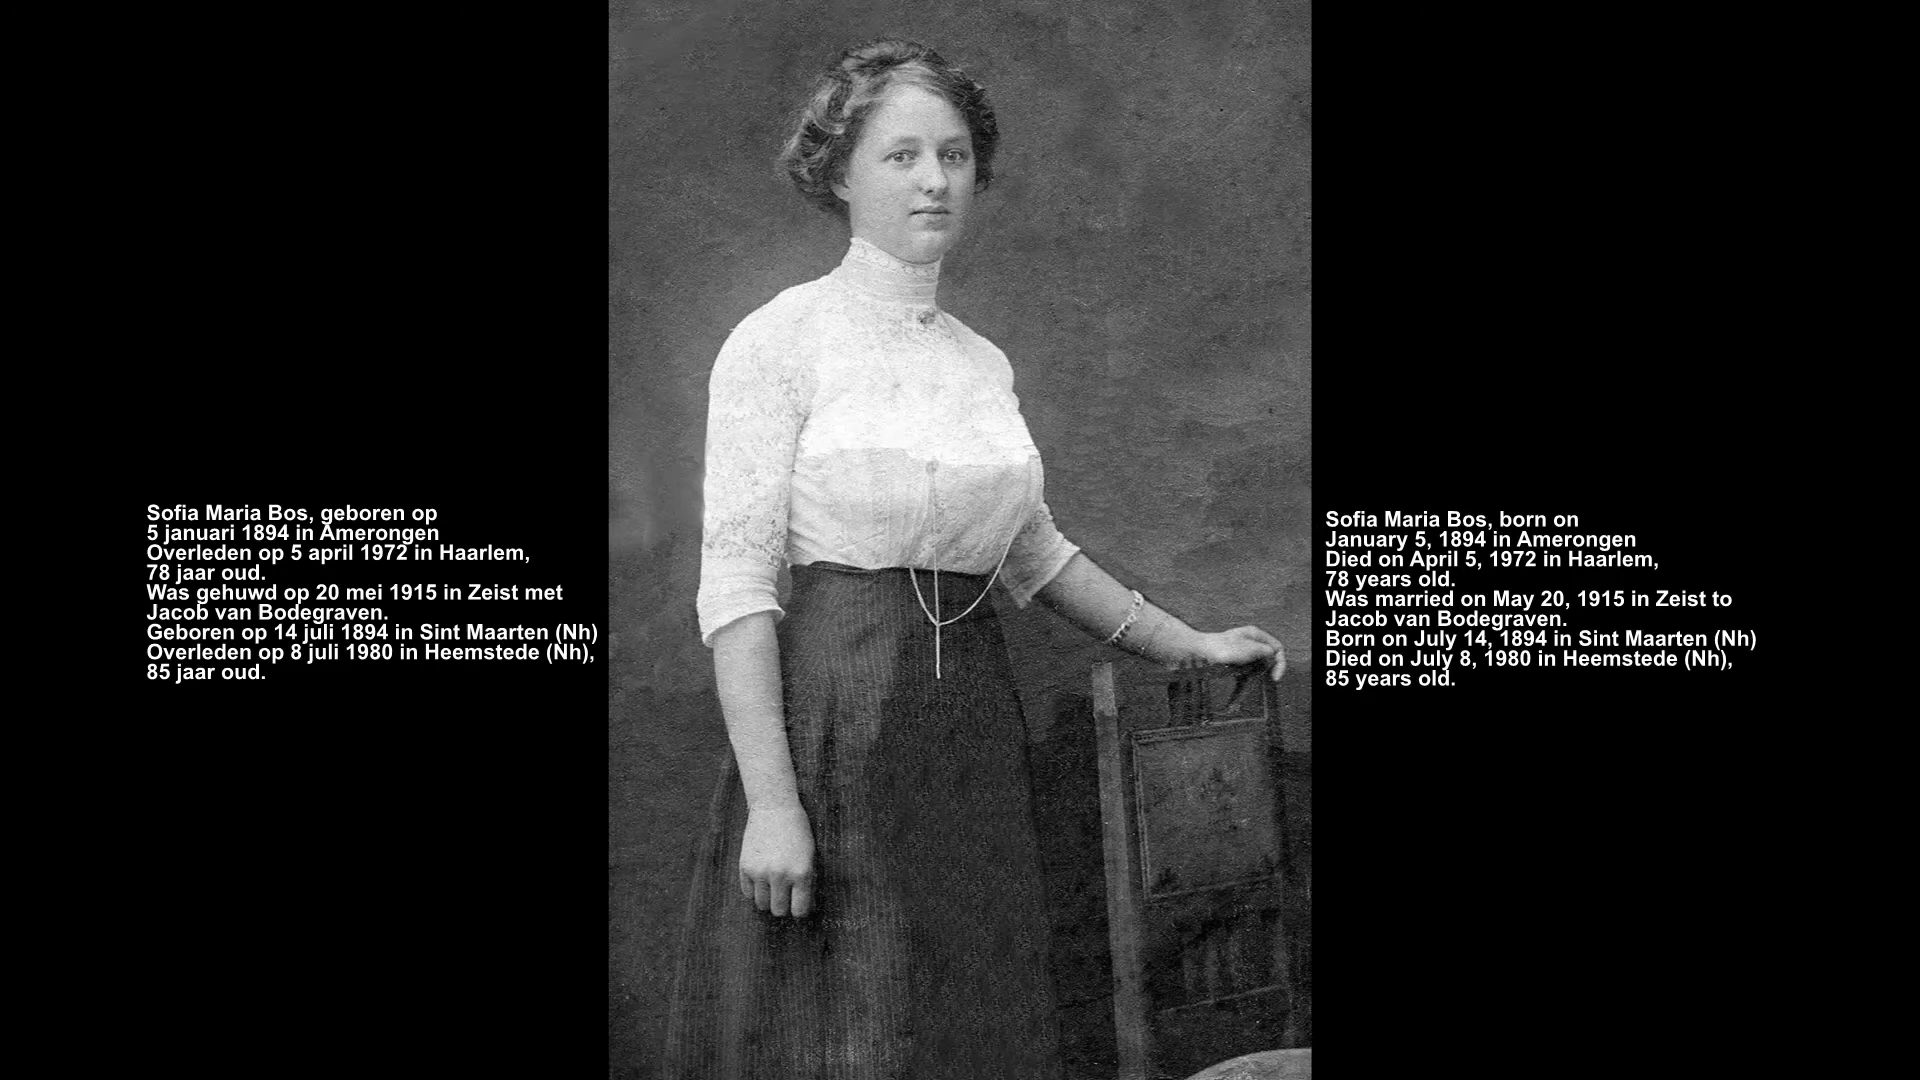 Sofia Maria Bos, geboren op
5 januari 1894 in Amerongen
Overleden op 5 april 1972 in Haarlem,
78 jaar oud.
Was gehuwd op 20 mei 1915 in Zeist met
Jacob van Bodegraven.
Geboren op 14 juli 1894 in Sint Maarten (Nh)
Overleden op 8 juli 1980 in Heemstede (Nh),
85 jaar oud.
Sofia Maria Bos, born on
January 5, 1894 in Amerongen
Died on April 5, 1972 in Haarlem,
78 years old.
Was married on May 20, 1915 in Zeist to
Jacob van Bodegraven.
Born on July 14, 1894 in Sint Maarten (Nh)
Died on July 8, 1980 in Heemstede (Nh),
85 years old.